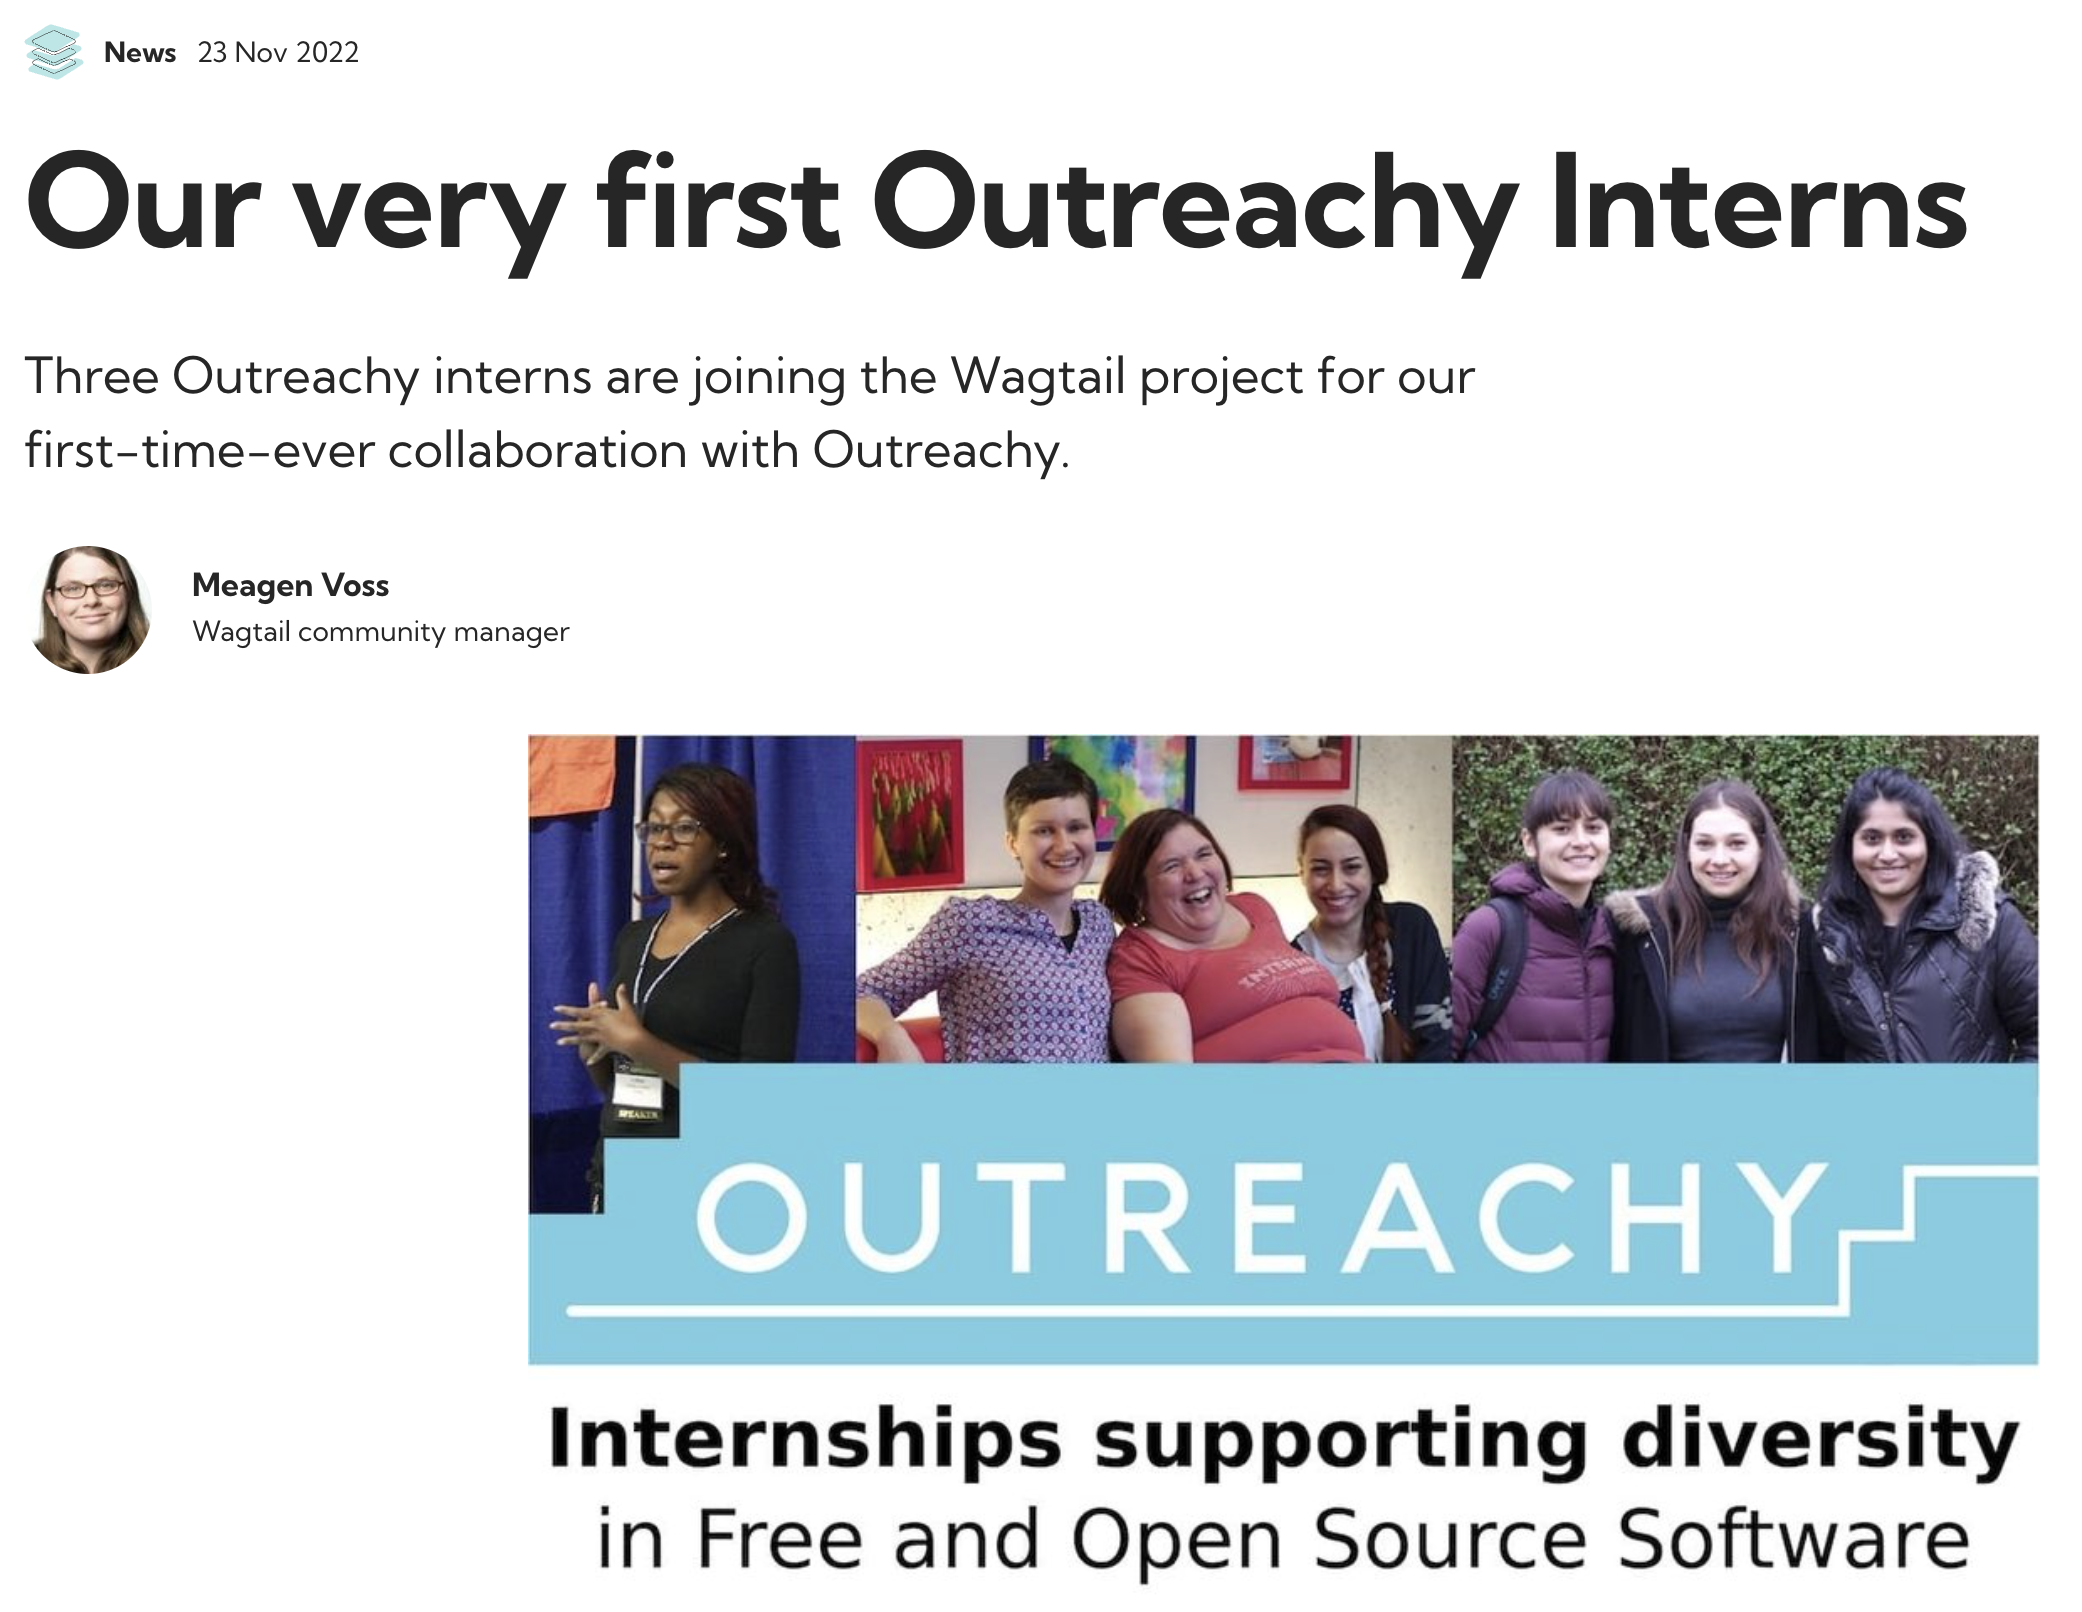 News 23 Nov 2022
Our very first Outreachy Interns
Three Outreachy interns are joining the Wagtail project for our
first-time-ever collaboration with Outreachy.
Meagen Voss
Wagtail community manager
SPEAKER
OUTREACHY
Internships supporting diversity
in Free and Open Source Software